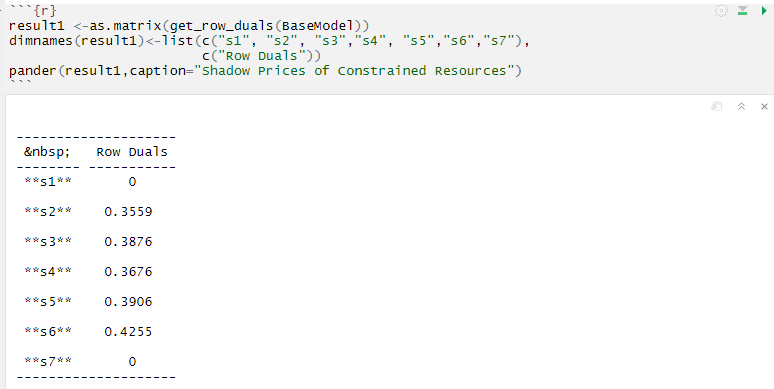 ```{r}
result1 <-as.matrix(get_row_duals(BaseModel))
dimnames(result1)<-list(c("s1", "s2", "s3","s4", "s5","s6","s7"),
c("Row Duals"))
pander(result1,caption="Shadow Prices of Constrained Resources")
```
--------------------
&nbsp; Row Duals
-------- -----------
**s1** 0
**s2** 0.3559
**s3** 0.3876
**s4** 0.3676
**s5** 0.3906
**s6** 0.4255
**s7** 0
--------------------